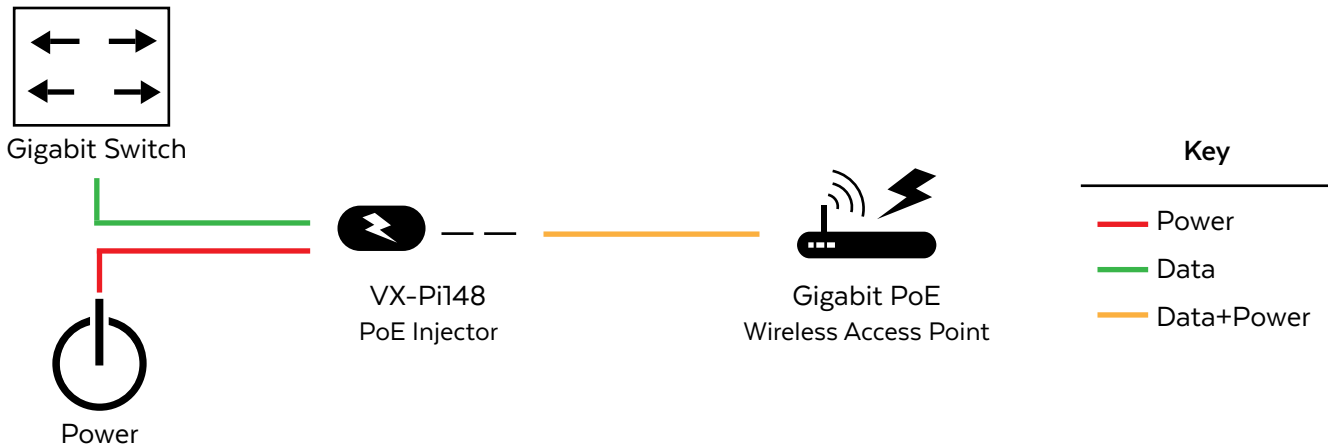 Gigabit Switch
Power
VX-Pi148
PoE Injector
Gigabit PoE
Wireless Access Point
Key
Power
Data
Data+Power